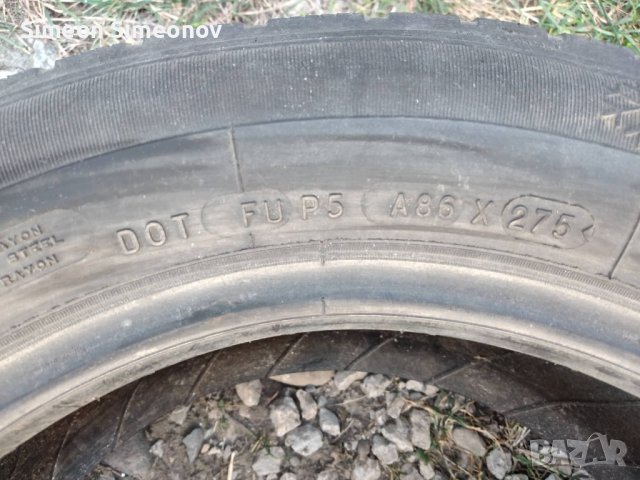 Simeon Simeonov
DOT FU P5 A86 X 275
RAYON
STEEL
RAYON
BAZAR